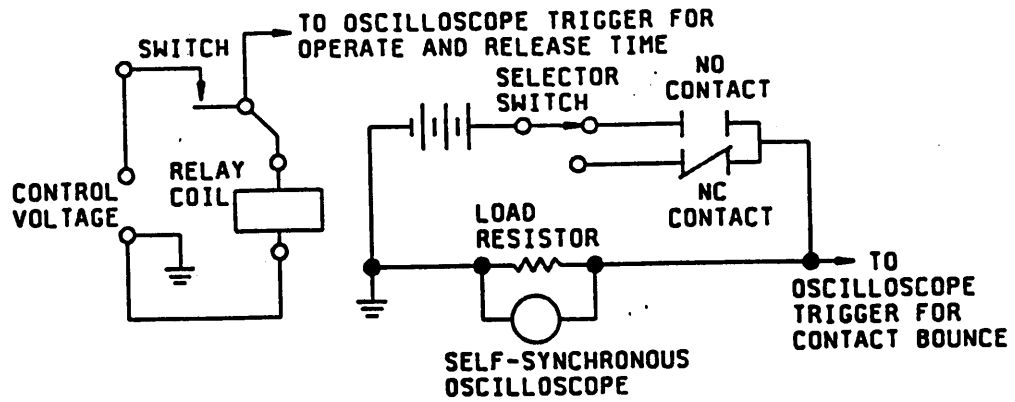 TO OSCILLOSCOPE TRIGGER FOR
OPERATE AND RELEASE TIME
SWITCH
SELECTOR
SWITCH
NO
CONTACT
RELAY
COIL
CONTROL
VOLTAGE
NC
CONTACT
LOAD
RESISTOR
TO
OSCILLOSCOPE
TRIGGER FOR
CONTACT BOUNCE
SELF-SYNCHRONOUS
OSCILLOSCOPE